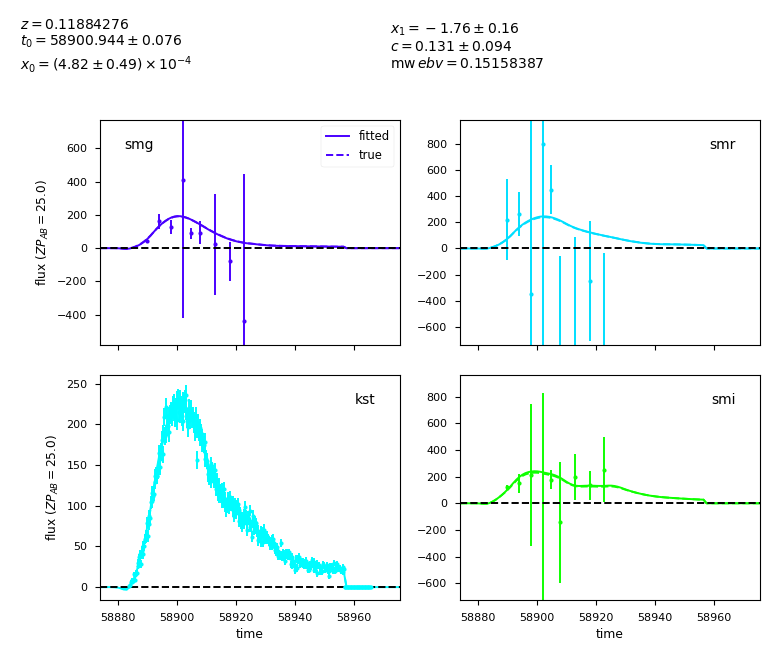 z = 0.11884276
t0 = 58900.944 ± 0.076
x0 = (4.82 ± 0.49) × 10^−4
x1 = −1.76 ± 0.16
c = 0.131 ± 0.094
mw ebv = 0.15158387
smg
fitted
true
600
400
200
0
−200
−400
flux (ZP_AB = 25.0)
smr
800
600
400
200
0
−200
−400
−600
kst
250
200
150
100
50
0
flux (ZP_AB = 25.0)
58880 58900 58920 58940 58960
time
smi
800
600
400
200
0
−200
−400
−600
58880 58900 58920 58940 58960
time